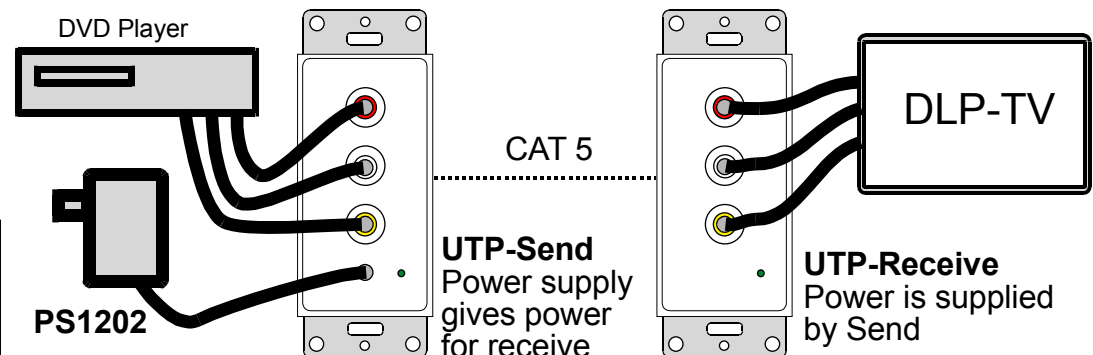 DVD Player
PS1202
UTP-Send
Power supply
gives power
for receive
CAT 5
UTP-Receive
Power is supplied
by Send
DLP-TV